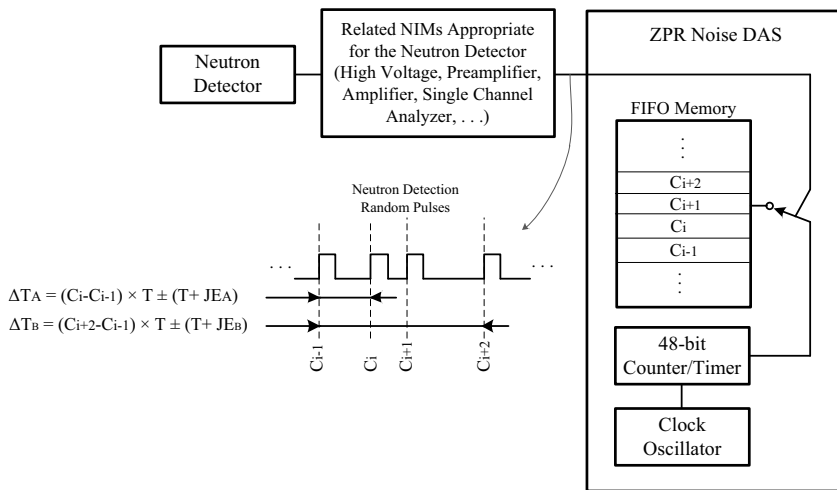 Neutron
Detector
Related NIMs Appropriate
for the Neutron Detector
(High Voltage, Preamplifier,
Amplifier, Single Channel
Analyzer, . . .)
ZPR Noise DAS
FIFO Memory
. . .
Ci+2
Ci+1
Ci
Ci-1
. . .
48-bit
Counter/Timer
Clock
Oscillator
Neutron Detection
Random Pulses
. . .
. . .
ΔTA = (Ci-Ci-1) × T ± (T+ JEA)
ΔTB = (Ci+2-Ci-1) × T ± (T+ JEB)
Ci-1
Ci
Ci+1
Ci+2